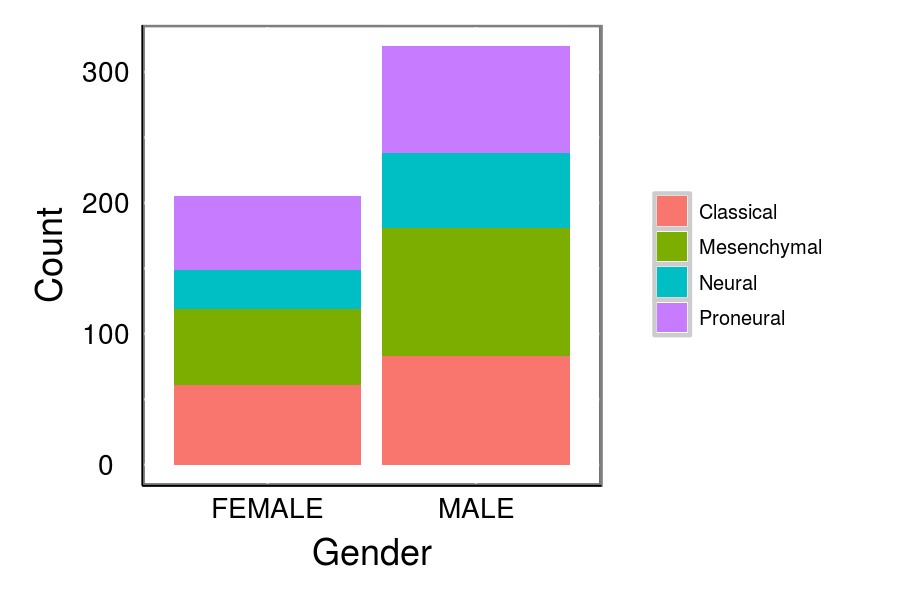 300
200
100
0
Count
FEMALE MALE
Gender
Classical
Mesenchymal
Neural
Proneural